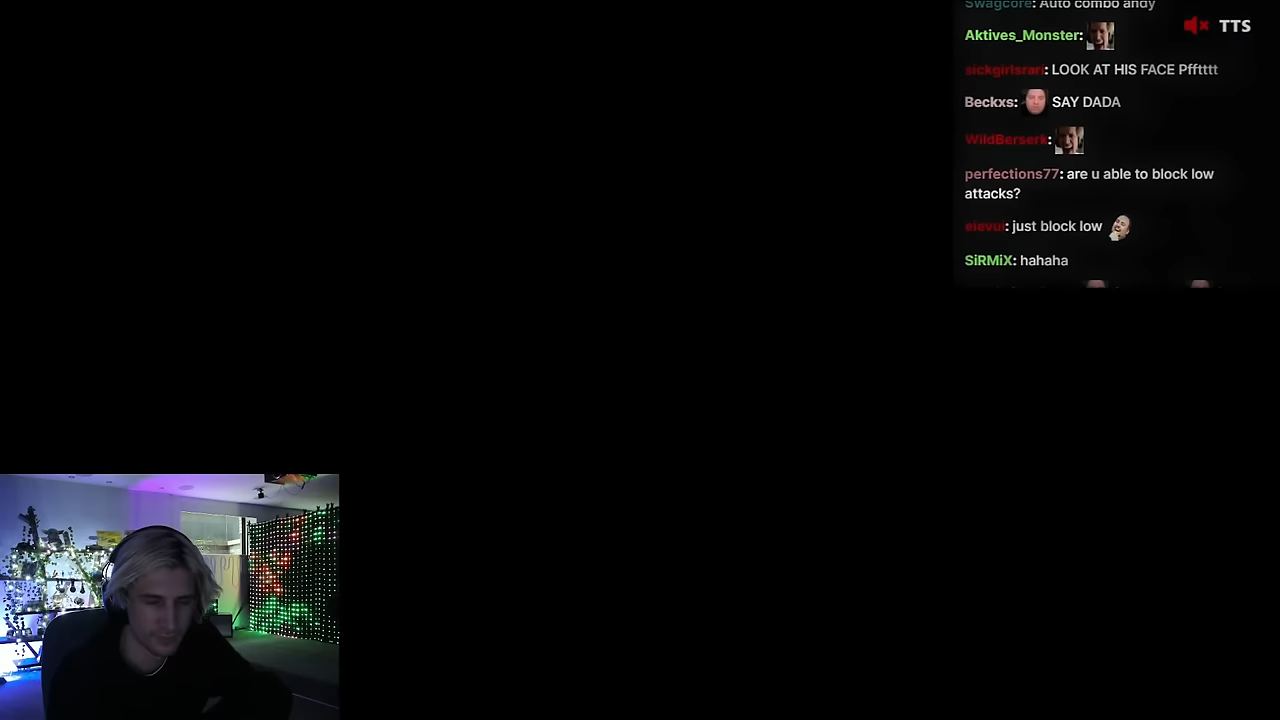 Swagcore: Auto combo andy
TTS
Aktives_Monster:
sickgirlsrari: LOOK AT HIS FACE Pfftttt
Beckxs: SAY DADA
WildBerserk:
perfections77: are u able to block low
attacks?
: just block low
SiRMiX: hahaha